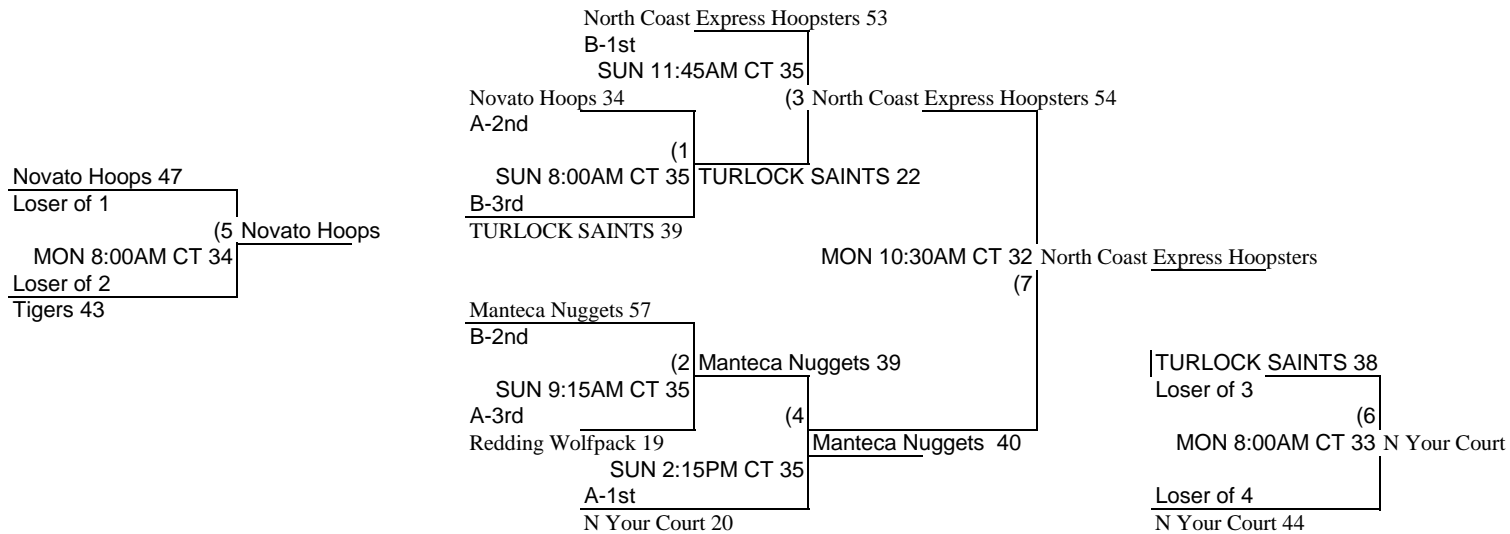 North Coast Express Hoopsters 53
B-1st
SUN 11:45AM CT 35
Novato Hoops 34
(3 North Coast Express Hoopsters 54
A-2nd
(1
Novato Hoops 47
SUN 8:00AM CT 35 TURLOCK SAINTS 22
Loser of 1
B-3rd
(5 Novato Hoops
TURLOCK SAINTS 39
MON 8:00AM CT 34
MON 10:30AM CT 32 North Coast Express Hoopsters
Loser of 2
(7
Tigers 43
Manteca Nuggets 57
B-2nd
(2 Manteca Nuggets 39
TURLOCK SAINTS 38
SUN 9:15AM CT 35
Loser of 3
A-3rd
(4
(6
Redding Wolfpack 19
Manteca Nuggets 40
MON 8:00AM CT 33 N Your Court
SUN 2:15PM CT 35
A-1st
Loser of 4
N Your Court 20
N Your Court 44